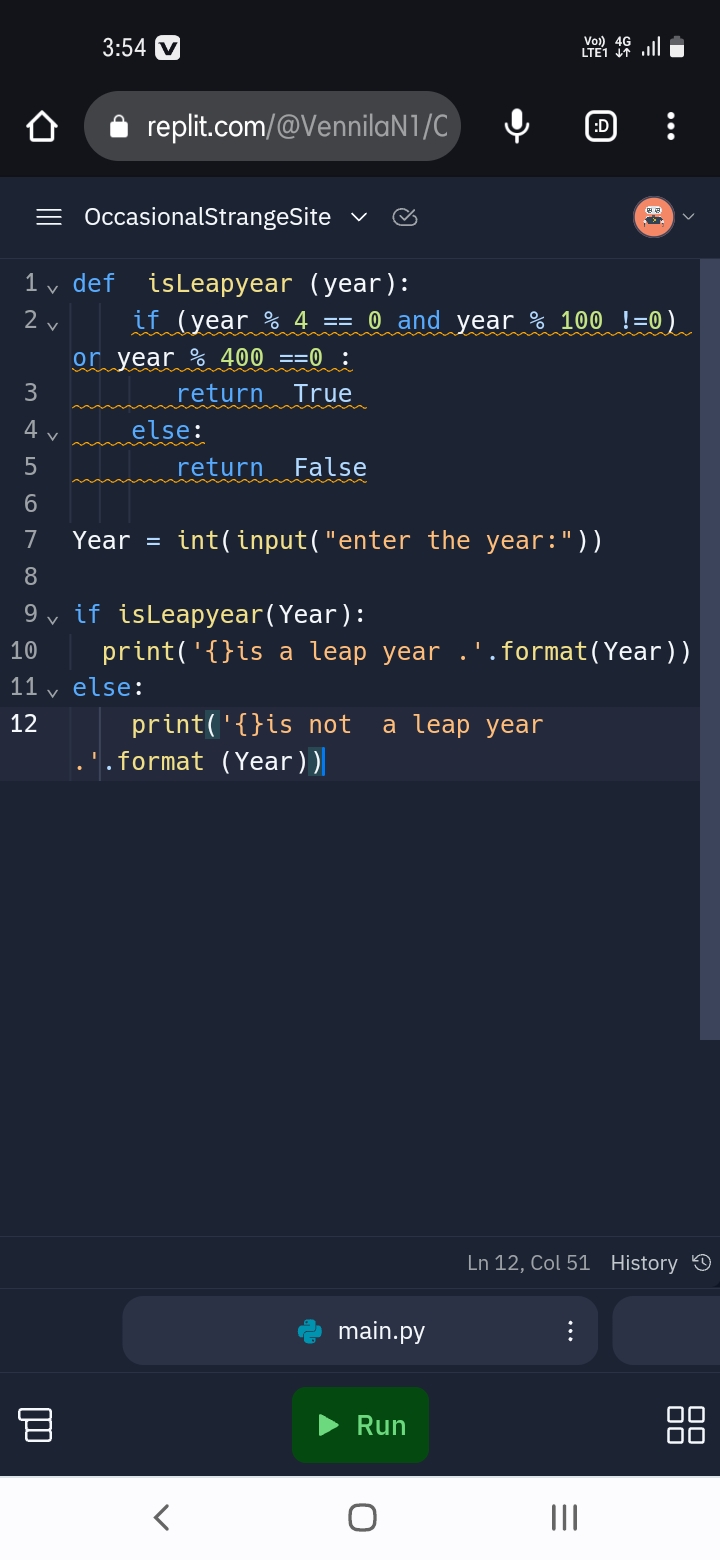 3:54
Vo)) LTE1 4G
replit.com/@VennilaN1/C
:D
OccasionalStrangeSite
1 def  isLeapyear (year):
2     if (year % 4 == 0 and year % 100 !=0)
or year % 400 ==0 :
3        return  True
4     else:
5        return  False
6
7 Year = int(input("enter the year:"))
8
9 if isLeapyear(Year):
10   print('{}is a leap year .'.format(Year))
11 else:
12     print('{}is not  a leap year
.'.format (Year))
Ln 12, Col 51 History
main.py
Run